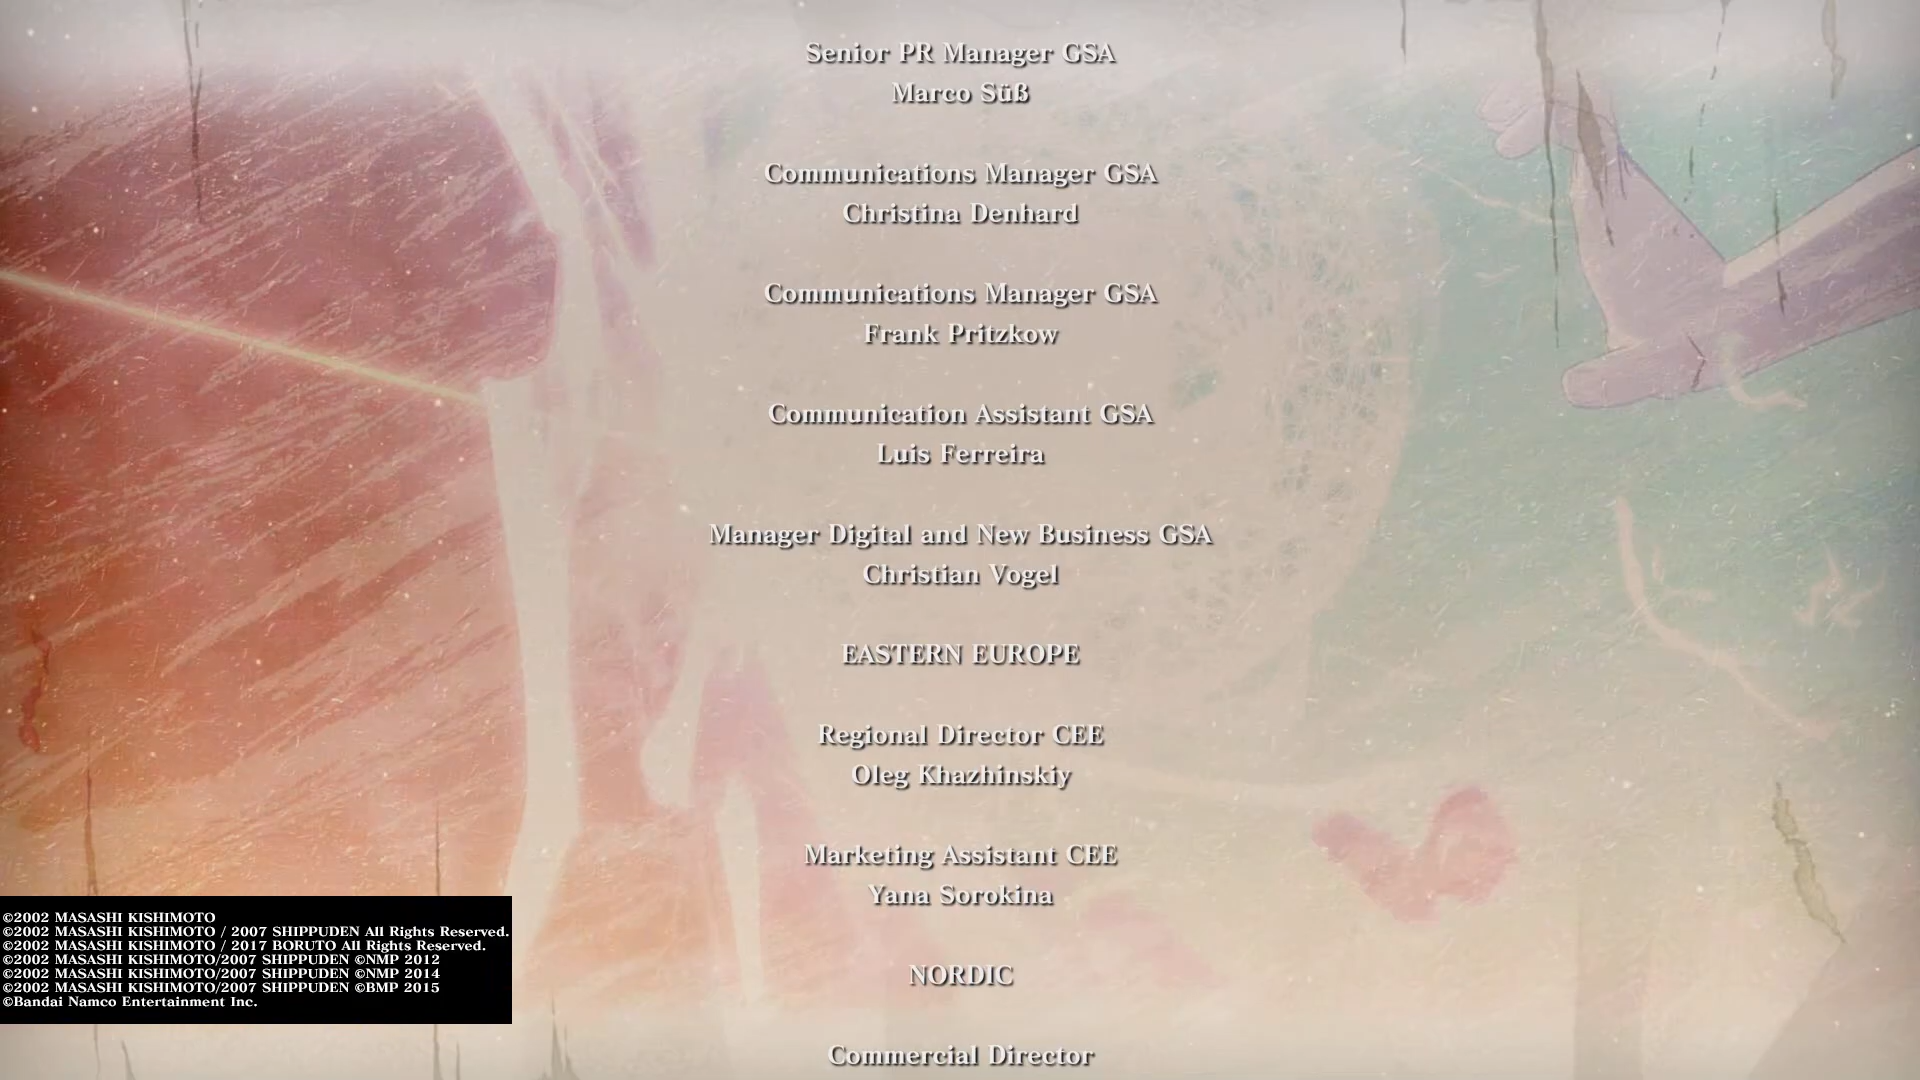 Senior PR Manager GSA
Marco Süß
Communications Manager GSA
Christina Denhard
Communications Manager GSA
Frank Pritzkow
Communication Assistant GSA
Luis Ferreira
Manager Digital and New Business GSA
Christian Vogel
EASTERN EUROPE
Regional Director CEE
Oleg Khazhinskiy
Marketing Assistant CEE
Yana Sorokina
NORDIC
Commercial Director
©2002 MASASHI KISHIMOTO
©2002 MASASHI KISHIMOTO / 2007 SHIPPUDEN All Rights Reserved.
©2002 MASASHI KISHIMOTO / 2017 BORUTO All Rights Reserved.
©2002 MASASHI KISHIMOTO/2007 SHIPPUDEN ©NMP 2012
©2002 MASASHI KISHIMOTO/2007 SHIPPUDEN ©NMP 2014
©2002 MASASHI KISHIMOTO/2007 SHIPPUDEN ©BMP 2015
©Bandai Namco Entertainment Inc.